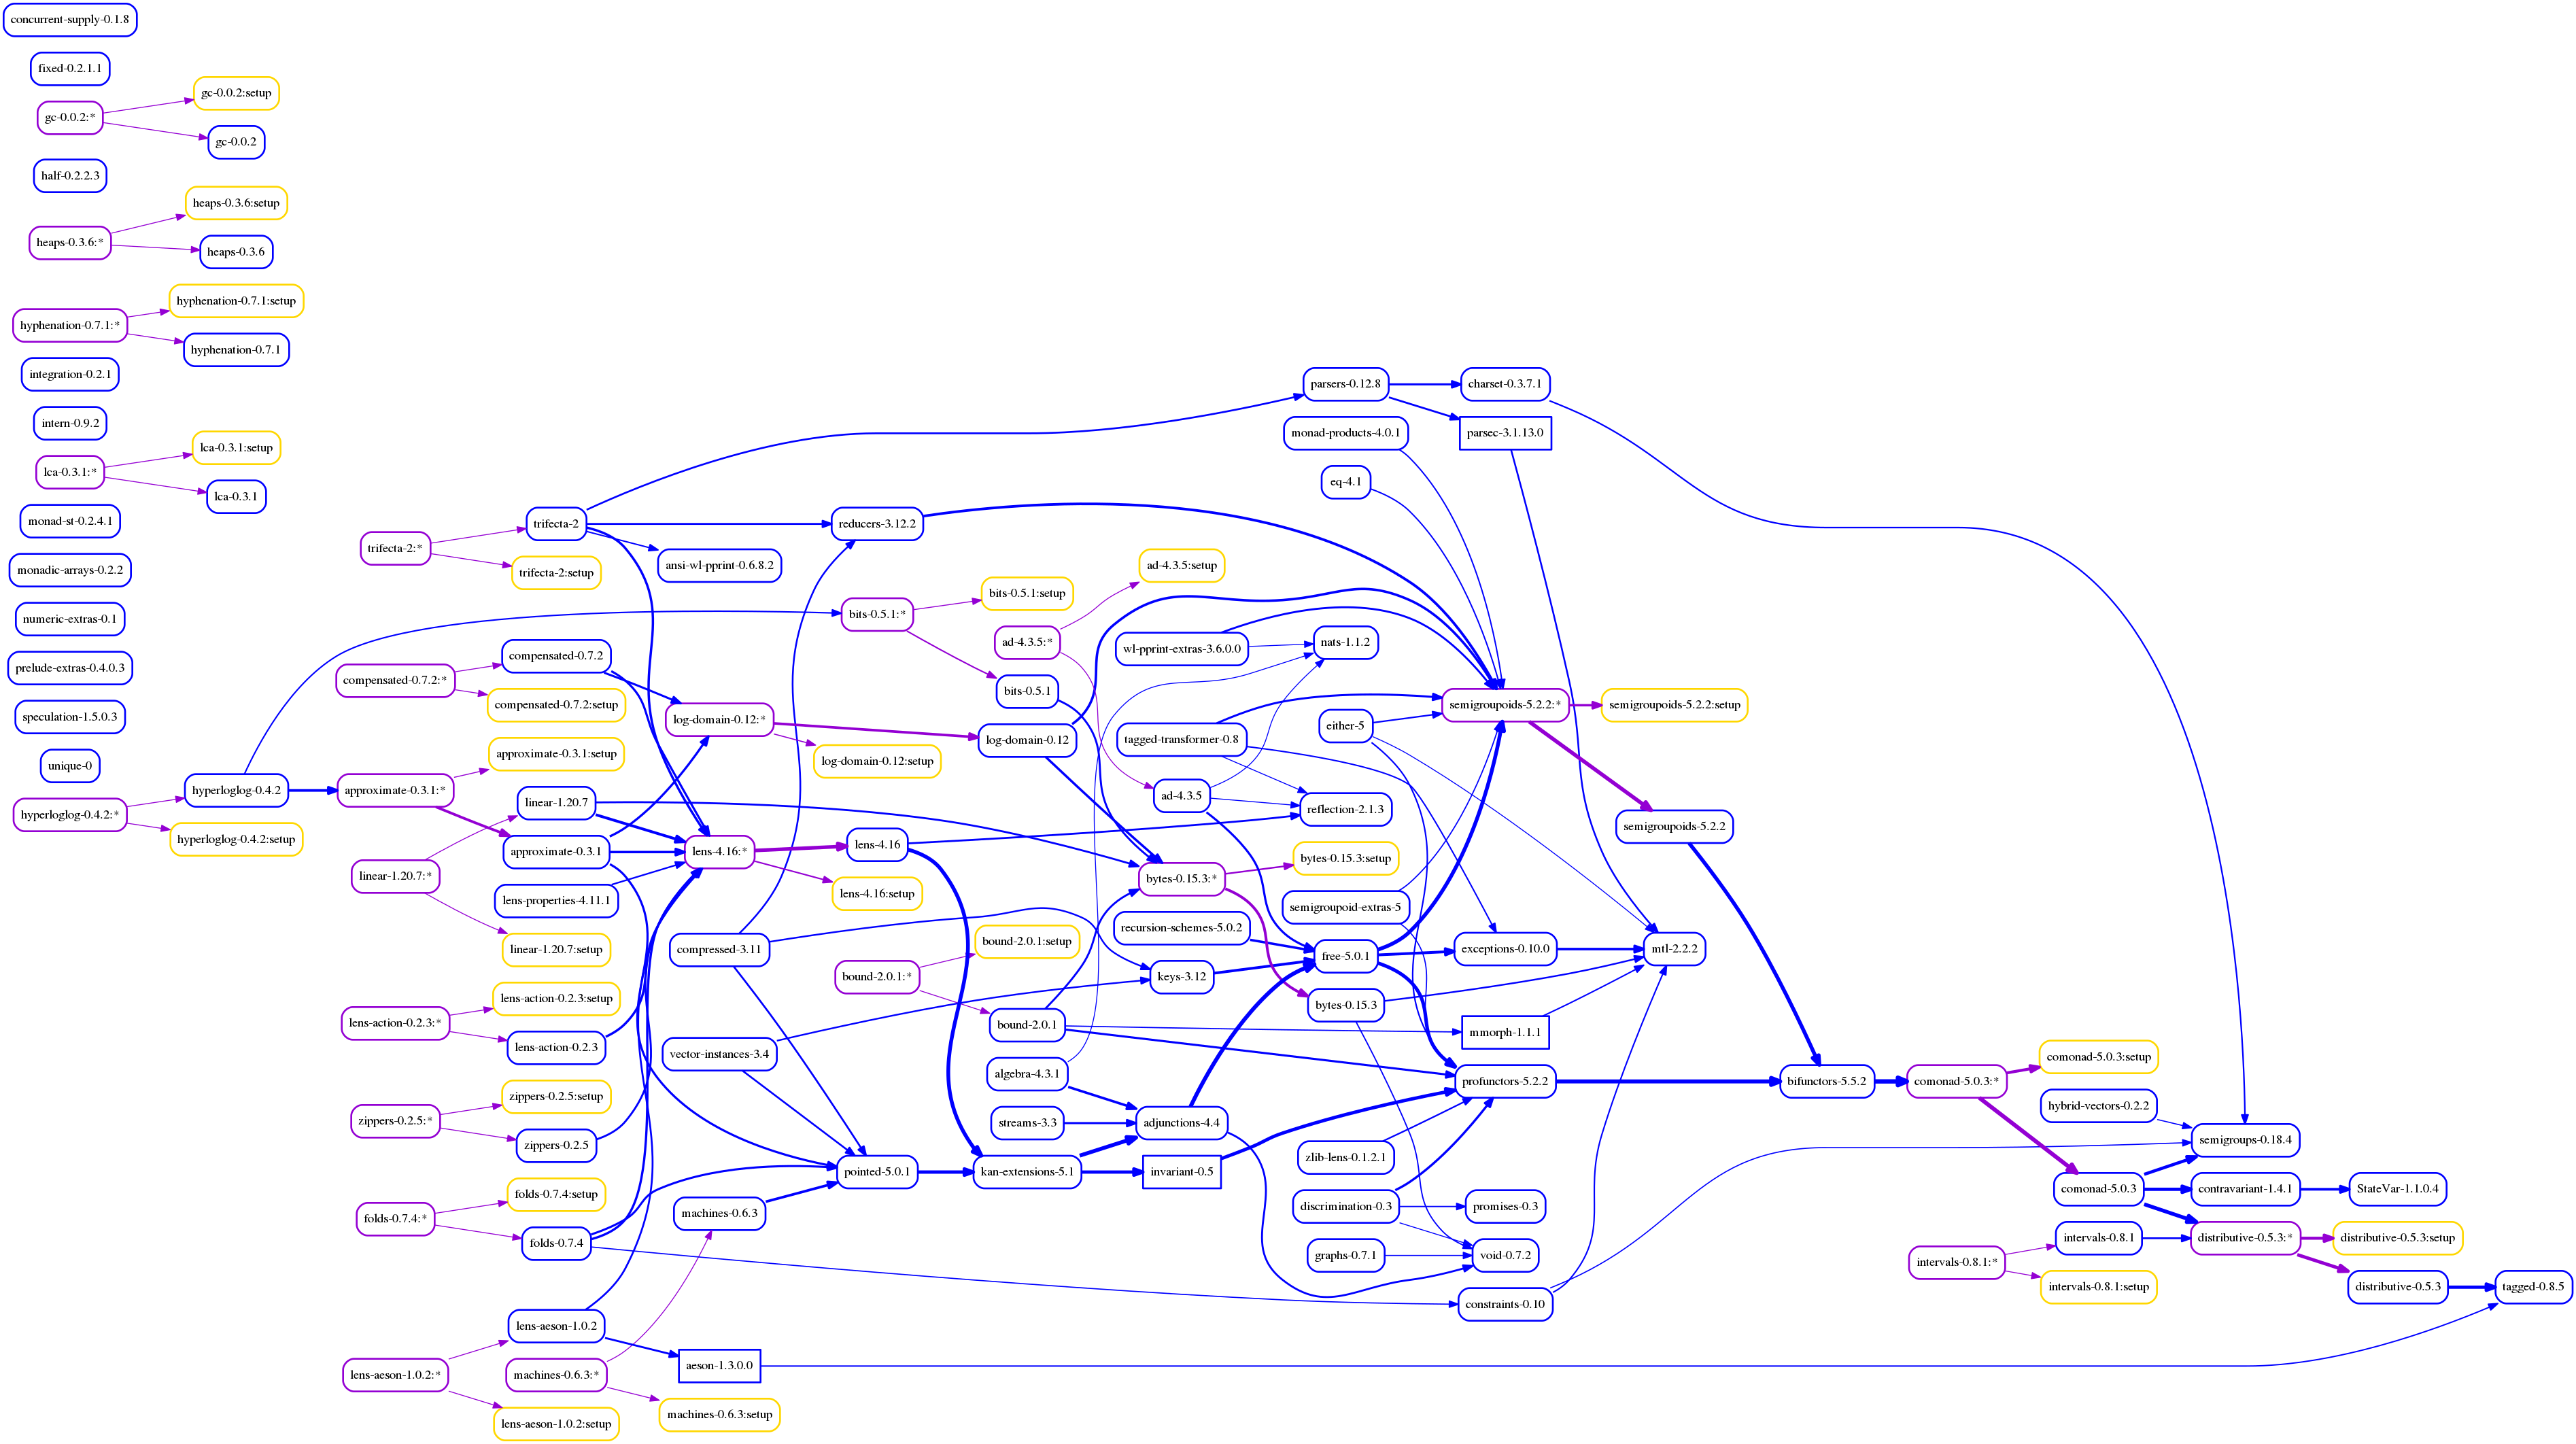 concurrent-supply-0.1.8
fixed-0.2.1.1
gc-0.0.2:setup
gc-0.0.2:*
gc-0.0.2
half-0.2.2.3
heaps-0.3.6:setup
heaps-0.3.6:*
heaps-0.3.6
hyphenation-0.7.1:setup
hyphenation-0.7.1:*
hyphenation-0.7.1
integration-0.2.1
intern-0.9.2
lca-0.3.1:setup
lca-0.3.1:*
lca-0.3.1
monad-st-0.2.4.1
monadic-arrays-0.2.2
numeric-extras-0.1
prelude-extras-0.4.0.3
speculation-1.5.0.3
unique-0
hyperloglog-0.4.2
hyperloglog-0.4.2:*
hyperloglog-0.4.2:setup
trifecta-2
trifecta-2:*
trifecta-2:setup
compensated-0.7.2
compensated-0.7.2:*
compensated-0.7.2:setup
approximate-0.3.1:setup
approximate-0.3.1:*
linear-1.20.7
approximate-0.3.1
linear-1.20.7:*
lens-properties-4.11.1
linear-1.20.7:setup
lens-action-0.2.3:setup
lens-action-0.2.3:*
lens-action-0.2.3
zippers-0.2.5:setup
zippers-0.2.5:*
zippers-0.2.5
folds-0.7.4:setup
folds-0.7.4:*
folds-0.7.4
lens-aeson-1.0.2
lens-aeson-1.0.2:*
machines-0.6.3:*
lens-aeson-1.0.2:setup
ansi-wl-pprint-0.6.8.2
log-domain-0.12:*
lens-4.16:*
compressed-3.11
vector-instances-3.4
machines-0.6.3
aeson-1.3.0.0
machines-0.6.3:setup
reducers-3.12.2
bits-0.5.1:*
log-domain-0.12:setup
lens-4.16
lens-4.16:setup
bound-2.0.1:*
pointed-5.0.1
bits-0.5.1:setup
ad-4.3.5:*
bits-0.5.1
log-domain-0.12
bound-2.0.1:setup
bound-2.0.1
algebra-4.3.1
streams-3.3
kan-extensions-5.1
ad-4.3.5:setup
wl-pprint-extras-3.6.0.0
tagged-transformer-0.8
ad-4.3.5
bytes-0.15.3:*
recursion-schemes-5.0.2
keys-3.12
adjunctions-4.4
invariant-0.5
parsers-0.12.8
monad-products-4.0.1
eq-4.1
nats-1.1.2
either-5
reflection-2.1.3
bytes-0.15.3:setup
semigroupoid-extras-5
free-5.0.1
bytes-0.15.3
zlib-lens-0.1.2.1
discrimination-0.3
graphs-0.7.1
charset-0.3.7.1
parsec-3.1.13.0
semigroupoids-5.2.2:*
exceptions-0.10.0
mmorph-1.1.1
profunctors-5.2.2
promises-0.3
void-0.7.2
constraints-0.10
semigroupoids-5.2.2:setup
semigroupoids-5.2.2
mtl-2.2.2
bifunctors-5.5.2
comonad-5.0.3:*
intervals-0.8.1:*
comonad-5.0.3:setup
hybrid-vectors-0.2.2
comonad-5.0.3
intervals-0.8.1
intervals-0.8.1:setup
semigroups-0.18.4
contravariant-1.4.1
distributive-0.5.3:*
StateVar-1.1.0.4
distributive-0.5.3:setup
distributive-0.5.3
tagged-0.8.5